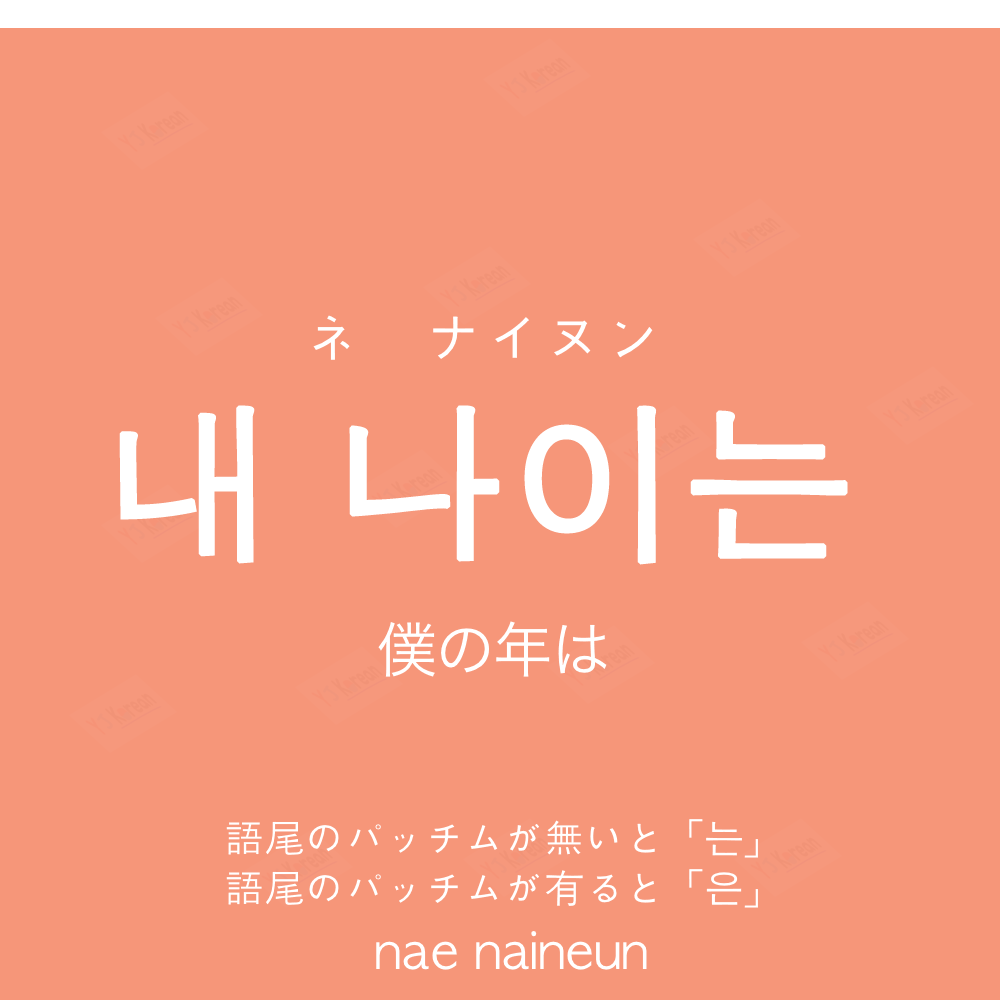 ネ ナイヌン
내 나이는
僕の年は
語尾のパッチムが無いと「는」
語尾のパッチムが有ると「은」
nae naineun